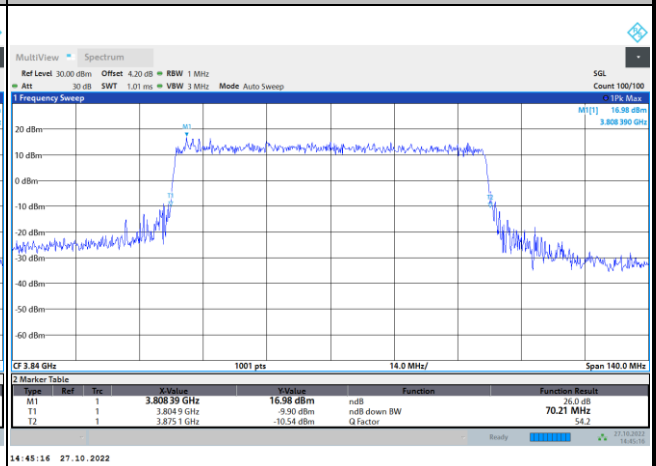 MultiView Spectrum
Ref Level 30.00 dBm Offset 4.20 dB RBW 1 MHz SGL
Att 30 dB SWT 1.01 ms VBW 3 MHz Mode Auto Sweep Count 100/100
1 Frequency Sweep 1Pk Max
M1[1] 16.98 dBm
3.808 390 GHz
M1
20 dBm
10 dBm
0 dBm
T1
T2
-10 dBm
-20 dBm
-30 dBm
-40 dBm
-50 dBm
-60 dBm
CF 3.84 GHz 1001 pts 14.0 MHz/ Span 140.0 MHz
2 Marker Table
Type Ref Trc X-Value Y-Value Function Function Result
M1 1 3.808 39 GHz 16.98 dBm ndB 26.0 dB
T1 1 3.804 9 GHz -9.90 dBm ndB down BW 70.21 MHz
T2 1 3.875 1 GHz -10.54 dBm Q Factor 54.2
Ready 27.10.2022
14:45:16
14:45:16 27.10.2022